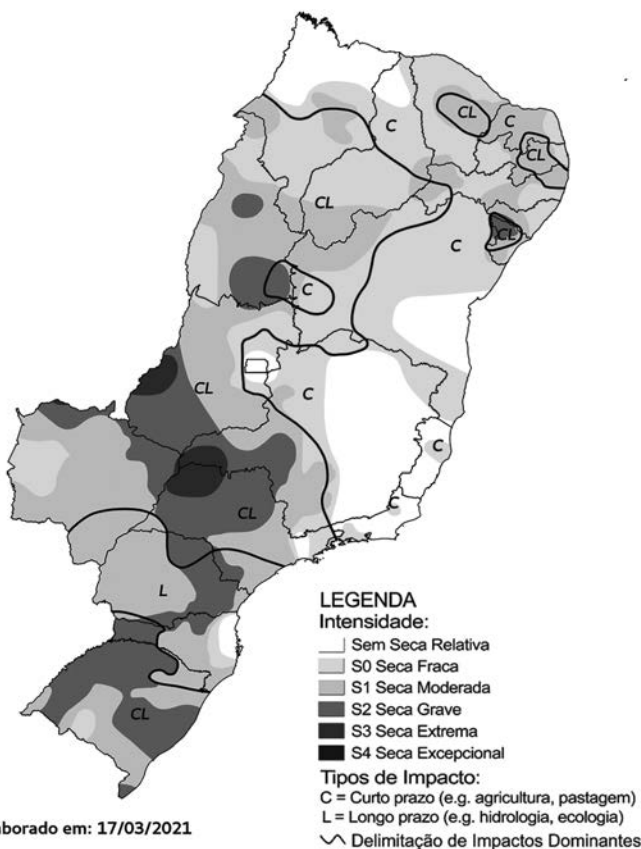 CL
C
C
CL
CL
C
CL
C
C
CL
C
C
CL
L
CL
LEGENDA
Intensidade:
Sem Seca Relativa
S0 Seca Fraca
S1 Seca Moderada
S2 Seca Grave
S3 Seca Extrema
S4 Seca Excepcional
Tipos de Impacto:
C = Curto prazo (e.g. agricultura, pastagem)
L = Longo prazo (e.g. hidrologia, ecologia)
Delimitação de Impactos Dominantes
borado em: 17/03/2021